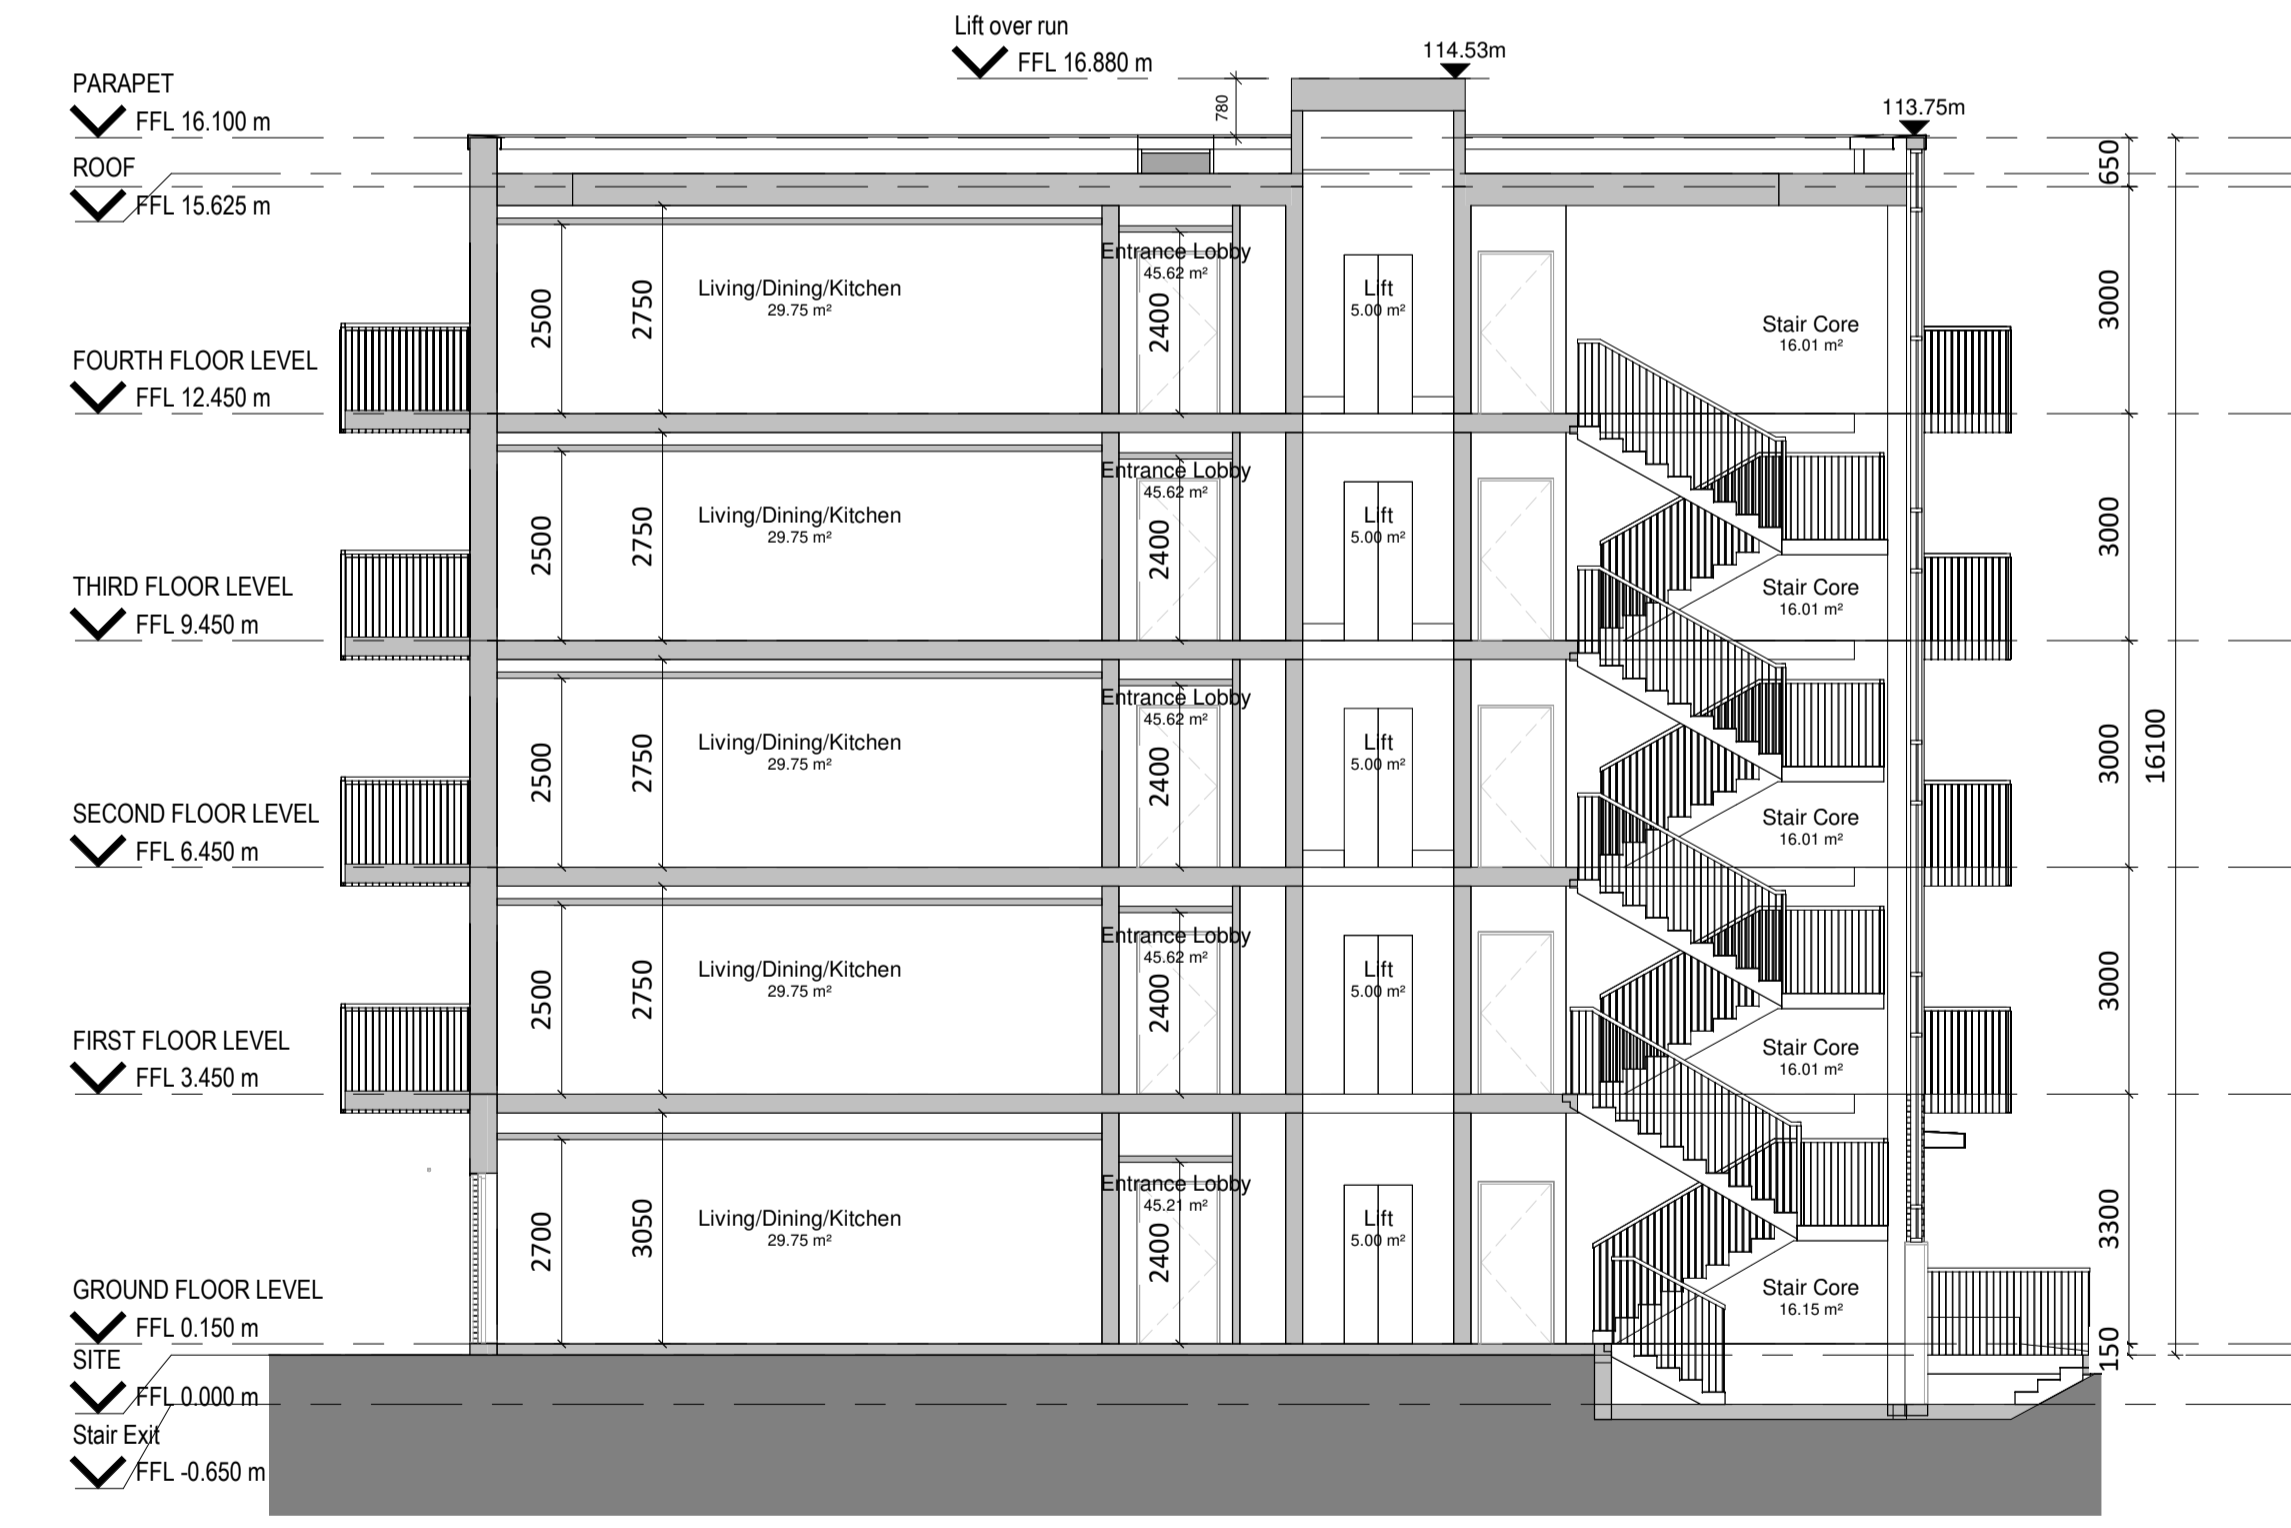 Lift over run
FFL 16.880 m
114.53m
780
113.75m
PARAPET
FFL 16.100 m
ROOF
FFL 15.625 m
650
Entrance Lobby
45.62 m²
Living/Dining/Kitchen
29.75 m²
Lift
5.00 m²
2500
2750
2400
Stair Core
16.01 m²
3000
FOURTH FLOOR LEVEL
FFL 12.450 m
Entrance Lobby
45.62 m²
Living/Dining/Kitchen
29.75 m²
Lift
5.00 m²
2500
2750
2400
3000
THIRD FLOOR LEVEL
FFL 9.450 m
Stair Core
16.01 m²
Entrance Lobby
45.62 m²
Living/Dining/Kitchen
29.75 m²
Lift
5.00 m²
2500
2750
2400
3000
16100
SECOND FLOOR LEVEL
FFL 6.450 m
Stair Core
16.01 m²
Entrance Lobby
45.62 m²
Living/Dining/Kitchen
29.75 m²
Lift
5.00 m²
2500
2750
2400
3000
FIRST FLOOR LEVEL
FFL 3.450 m
Stair Core
16.01 m²
Entrance Lobby
45.21 m²
Living/Dining/Kitchen
29.75 m²
Lift
5.00 m²
2700
3050
2400
3300
GROUND FLOOR LEVEL
FFL 0.150 m
Stair Core
16.15 m²
150
SITE
FFL 0.000 m
Stair Exit
FFL -0.650 m